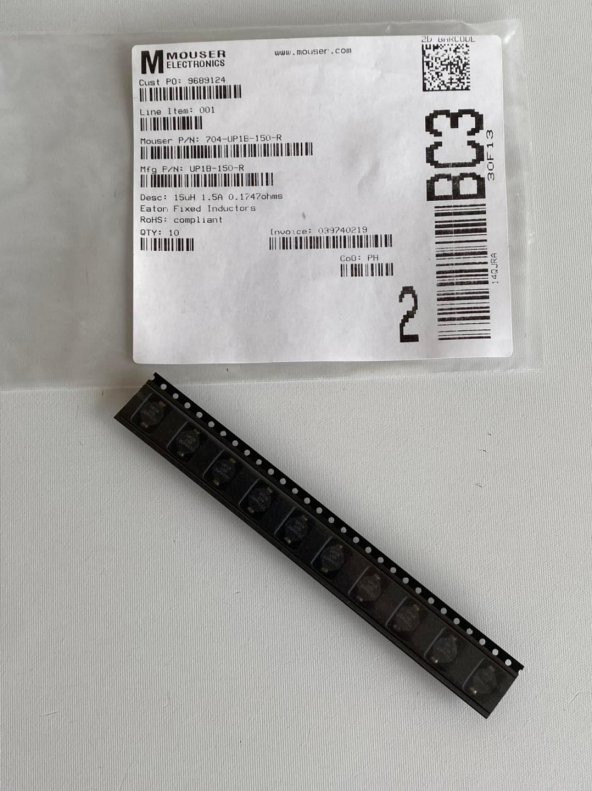 MOUSER
ELECTRONICS
www.mouser.com
2D BARCODE
Cust PO: 9689124
Line Item: 001
Mouser P/N: 704-UP1B-150-R
Mfg P/N: UP1B-150-R
Desc: 15uH 1.5A 0.1747ohms
Eaton Fixed Inductors
RoHS: compliant
QTY: 10
Invoice: 039740219
CoO: PH
BC3
3OF13
14QJRA
2